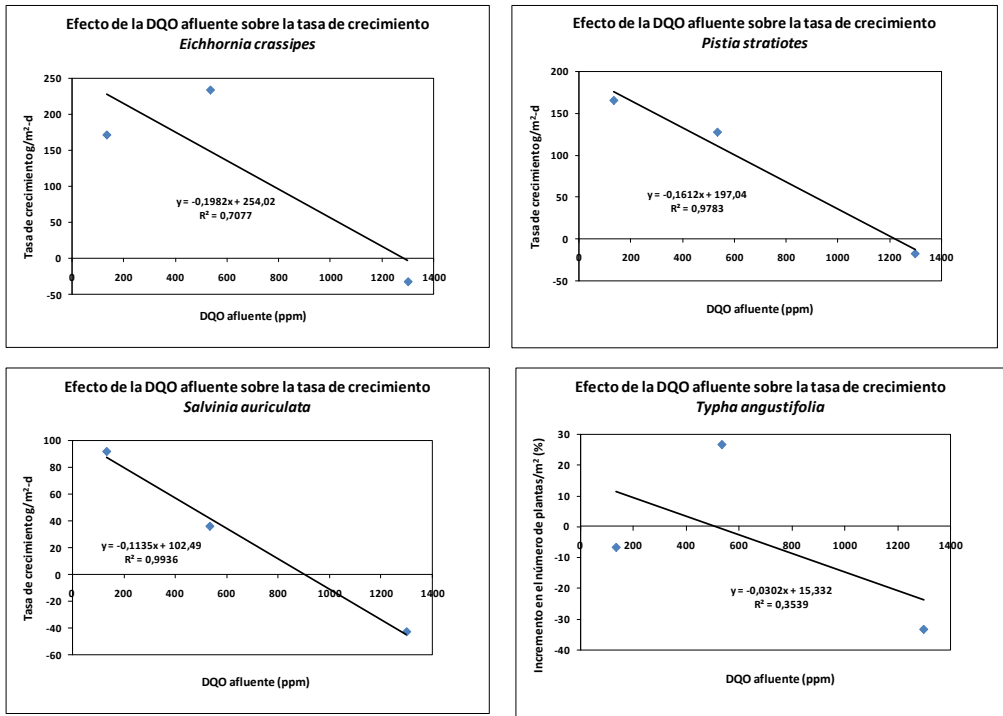 Efecto de la DQO afluente sobre la tasa de crecimiento
Eichhornia crassipes
Tasa de crecimiento g/m²-d
250
200
150
100
50
0
-50
0 200 400 600 800 1000 1200 1400
y = -0,1982x + 254,02
R² = 0,7077
DQO afluente (ppm)
Efecto de la DQO afluente sobre la tasa de crecimiento
Pistia stratiotes
Tasa de crecimiento g/m²-d
200
150
100
50
0
-50
0 200 400 600 800 1000 1200 1400
y = -0,1612x + 197,04
R² = 0,9783
DQO afluente (ppm)
Efecto de la DQO afluente sobre la tasa de crecimiento
Salvinia auriculata
Tasa de crecimiento g/m²-d
100
80
60
40
20
0
-20
-40
-60
0 200 400 600 800 1000 1200 1400
y = -0,1135x + 102,49
R² = 0,9936
DQO afluente (ppm)
Efecto de la DQO afluente sobre la tasa de crecimiento
Typha angustifolia
Incremento en el número de plantas/m² (%)
30
20
10
0
-10
-20
-30
-40
0 200 400 600 800 1000 1200 1400
y = -0,0302x + 15,332
R² = 0,3539
DQO afluente (ppm)